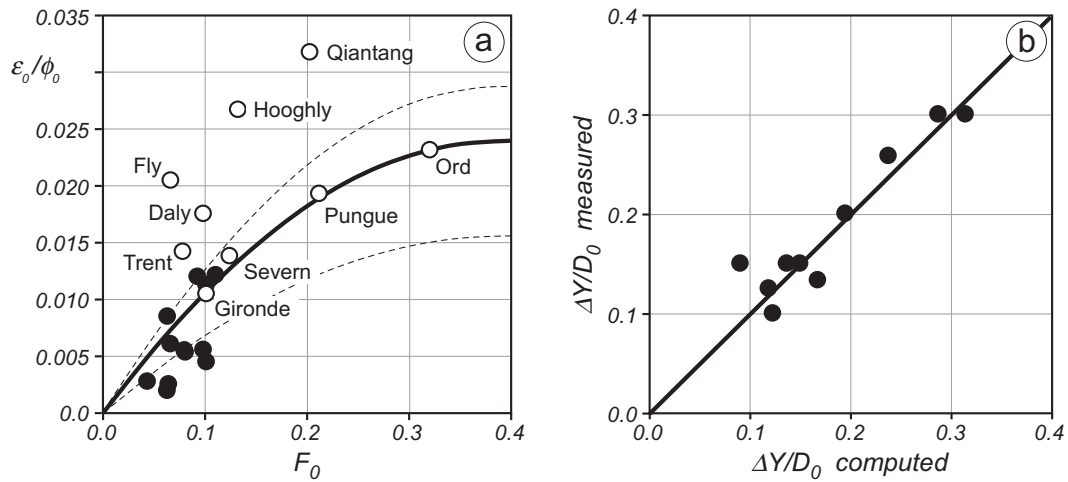 0.035
ε₀/ϕ₀
0.025
0.020
0.015
0.010
0.005
0.0
0.0 0.1 0.2 0.3 0.4
F₀
a
Qiantang
Hooghly
Fly
Daly
Trent
Ord
Pungue
Severn
Gironde
0.4
0.3
0.2
0.1
0.0
ΔY/D₀ measured
b
0.0 0.1 0.2 0.3 0.4
ΔY/D₀ computed